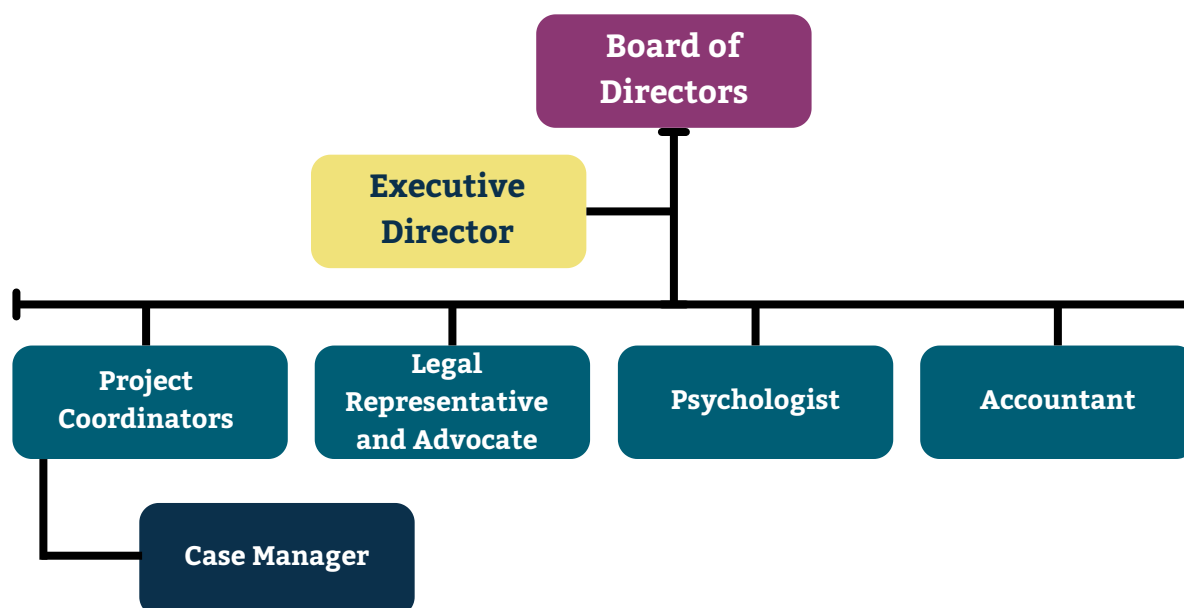 Board of
Directors
Executive
Director
Project
Coordinators
Legal
Representative
and Advocate
Psychologist
Accountant
Case Manager